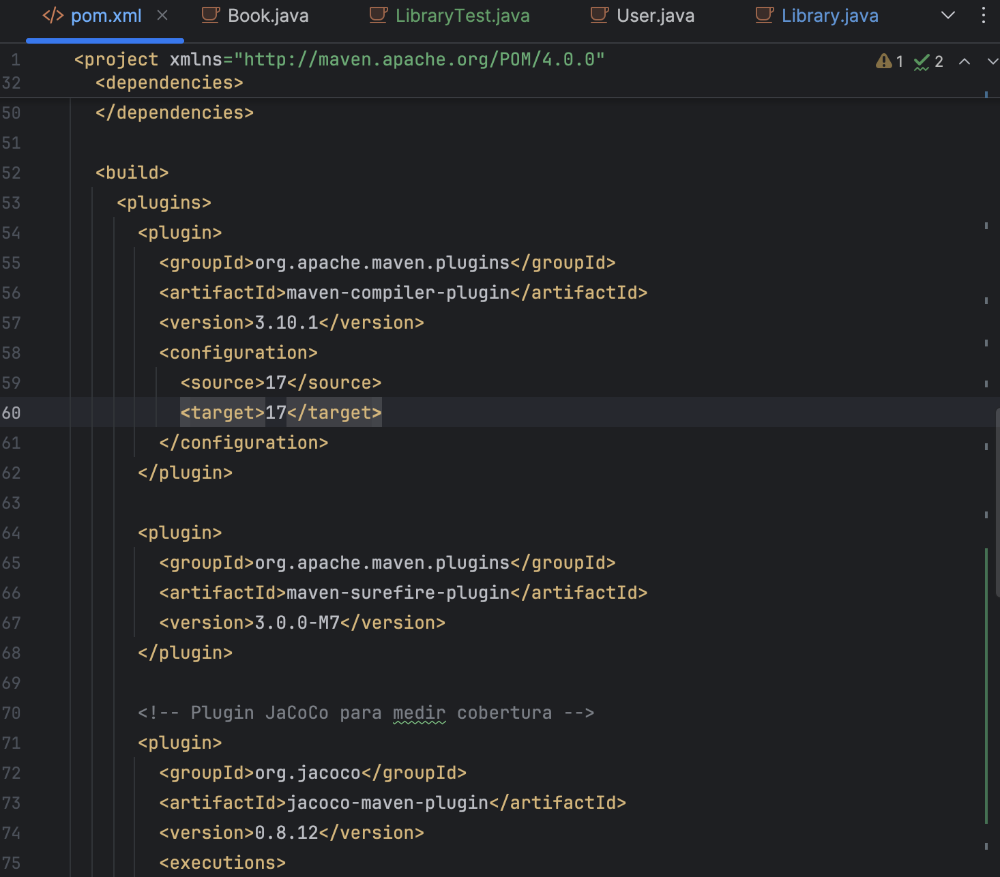 </> pom.xml × Book.java LibraryTest.java User.java Library.java
1 <project xmlns="http://maven.apache.org/POM/4.0.0" 1 2
32 <dependencies>
50 </dependencies>
51
52 <build>
53 <plugins>
54 <plugin>
55 <groupId>org.apache.maven.plugins</groupId>
56 <artifactId>maven-compiler-plugin</artifactId>
57 <version>3.10.1</version>
58 <configuration>
59 <source>17</source>
60 <target>17</target>
61 </configuration>
62 </plugin>
63
64 <plugin>
65 <groupId>org.apache.maven.plugins</groupId>
66 <artifactId>maven-surefire-plugin</artifactId>
67 <version>3.0.0-M7</version>
68 </plugin>
69
70 <!-- Plugin JaCoCo para medir cobertura -->
71 <plugin>
72 <groupId>org.jacoco</groupId>
73 <artifactId>jacoco-maven-plugin</artifactId>
74 <version>0.8.12</version>
75 <executions>